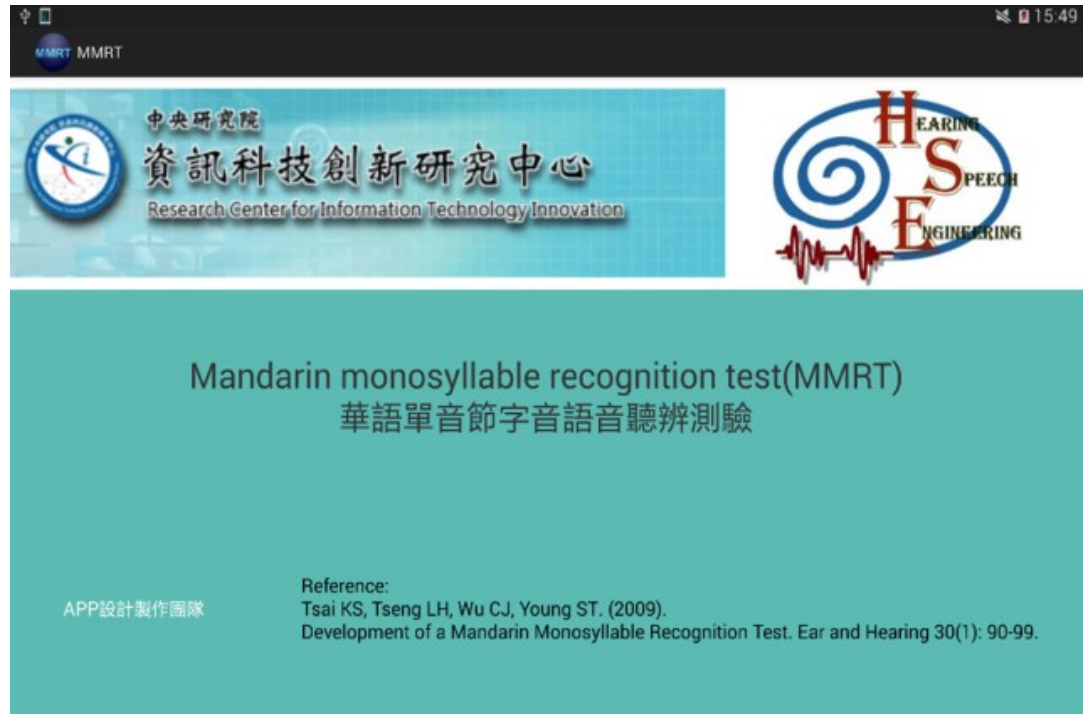 15:49
MMRT MMRT
中央研究院
資訊科技創新研究中心
Research Center for Information Technology Innovation
HEARING
SPEECH
ENGINEERING
Mandarin monosyllable recognition test(MMRT)
華語單音節字音語音聽辨測驗
APP設計製作團隊
Reference:
Tsai KS, Tseng LH, Wu CJ, Young ST. (2009).
Development of a Mandarin Monosyllable Recognition Test. Ear and Hearing 30(1): 90-99.